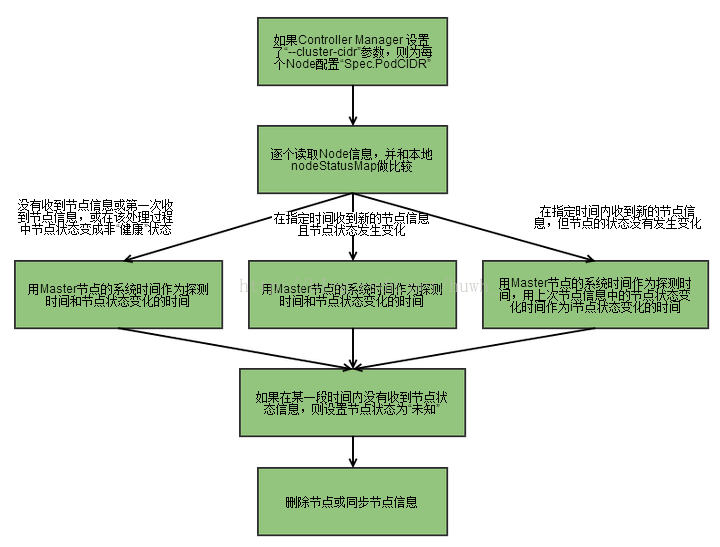 如果Controller Manager 设置
了“--cluster-cidr”参数，则为每
个Node配置“Spec.PodCIDR”
逐个读取Node信息，并和本地
nodeStatusMap做比较
没有收到节点信息或第一次收
到节点信息，或在该处理过程
中节点状态变成非“健康”状态
在指定时间收到新的节点信息
且节点状态发生变化
在指定时间内收到新的节点信
息，但节点的状态没有发生变化
用Master节点的系统时间作为探测
时间和节点状态变化的时间
用Master节点的系统时间作为探测
时间和节点状态变化的时间
用Master节点的系统时间作为探测时
间，用上次节点信息中的节点状态变
化时间作为i节点状态变化的时间
如果在某一段时间内没有收到节点状
态信息，则设置节点状态为“未知”
删除节点或同步节点信息